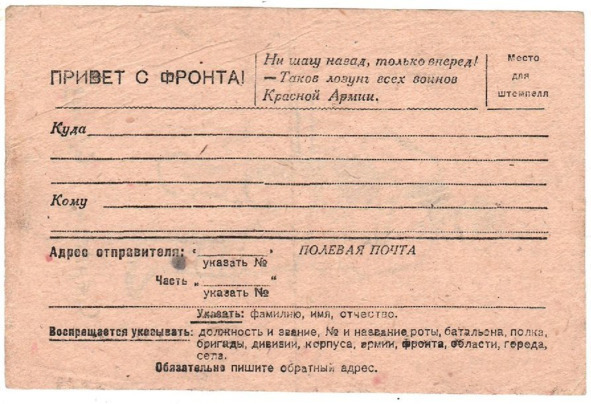 ПРИВЕТ С ФРОНТА!
Ни шагу назад, только вперед!
— Таков лозунг всех воинов
Красной Армии.
Место
для
штемпеля
Куда
Кому
Адрес отправителя: „ “ ПОЛЕВАЯ ПОЧТА
указать №
Часть „ “
указать №
Указать: фамилию, имя, отчество.
Воспрещается указывать: должность и звание, № и название роты, батальона, полка,
бригады, дивизии, корпуса, армии, фронта, области, города,
села.
Обязательно пишите обратный адрес.